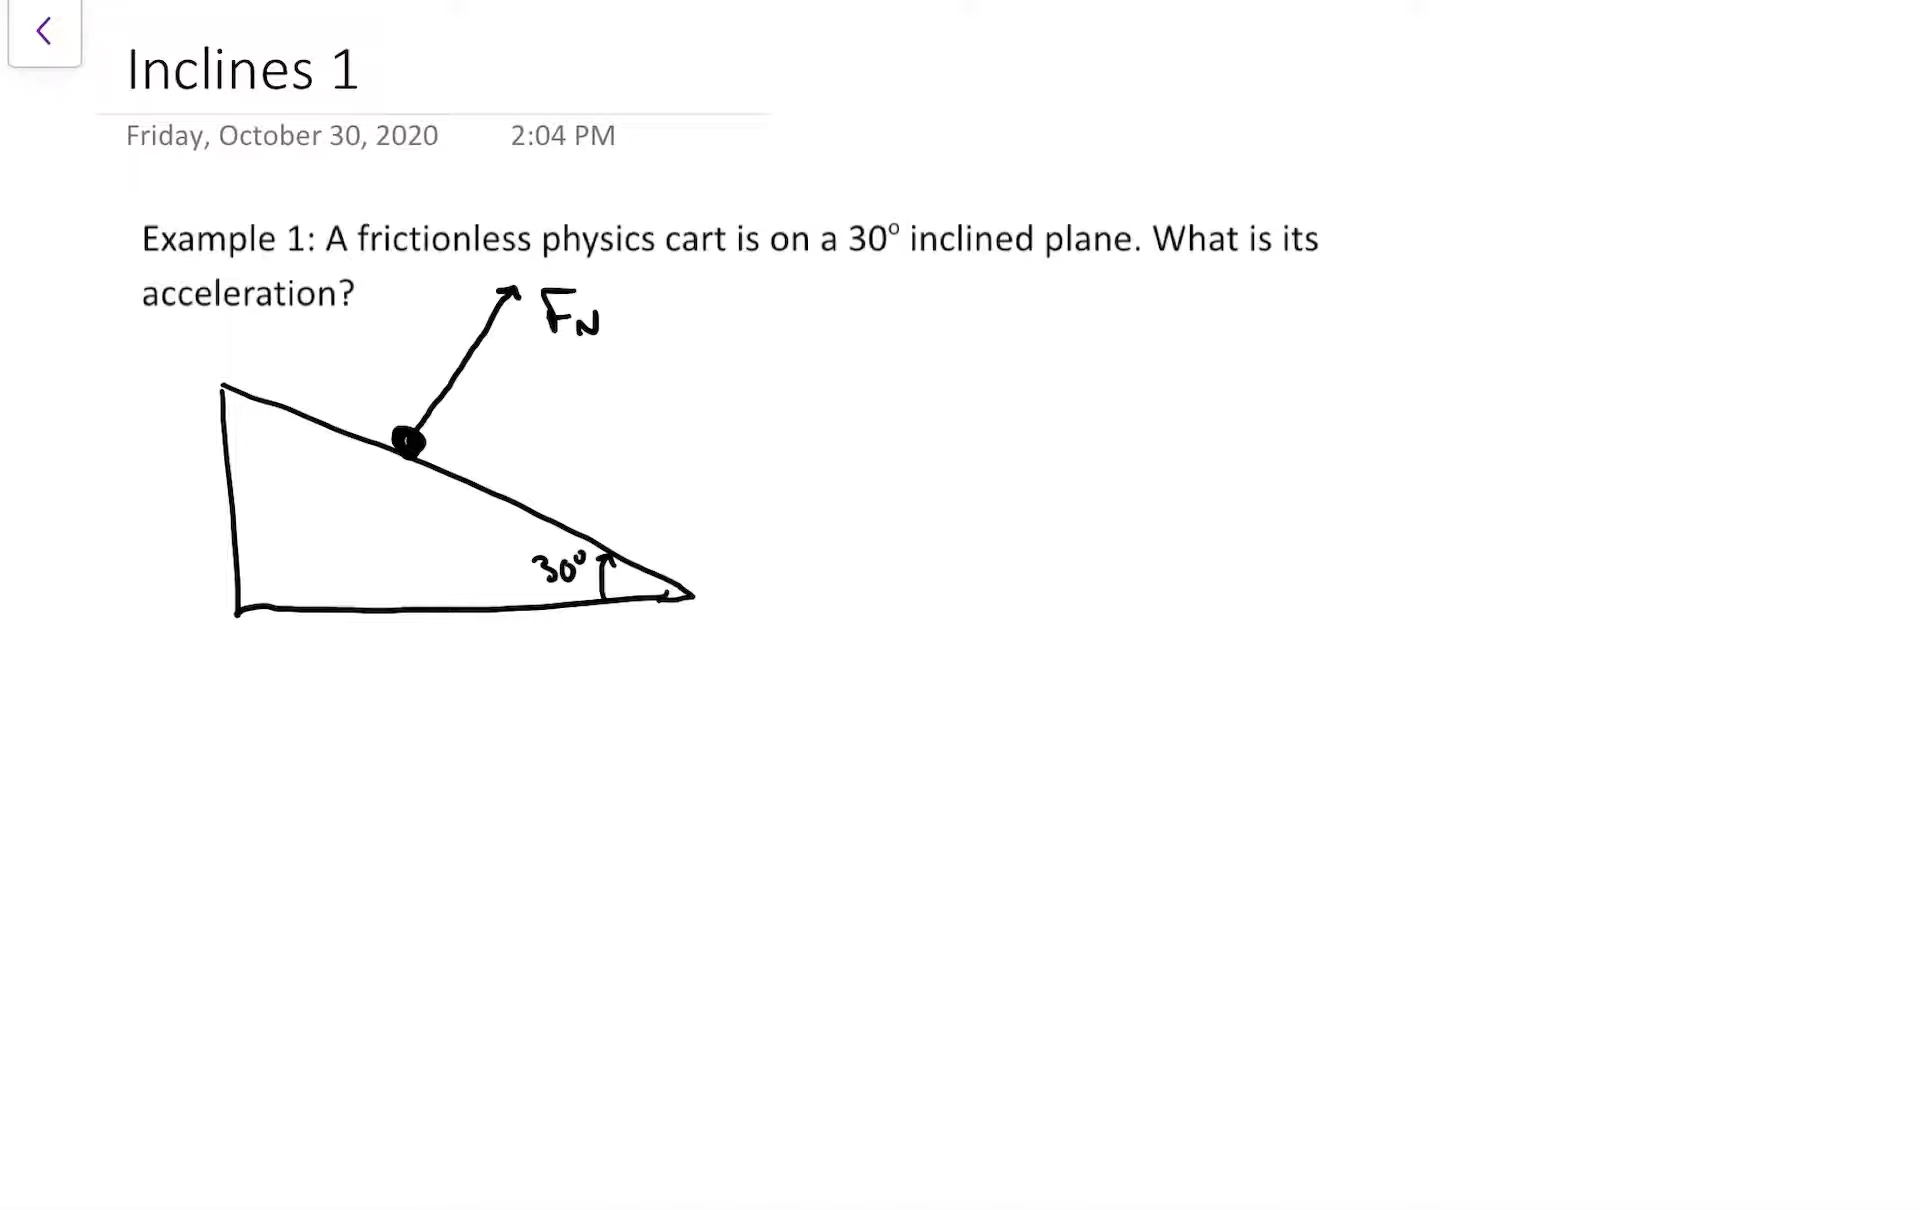 Inclines 1
Friday, October 30, 2020 2:04 PM
Example 1: A frictionless physics cart is on a 30° inclined plane. What is its
acceleration?
FN
30°